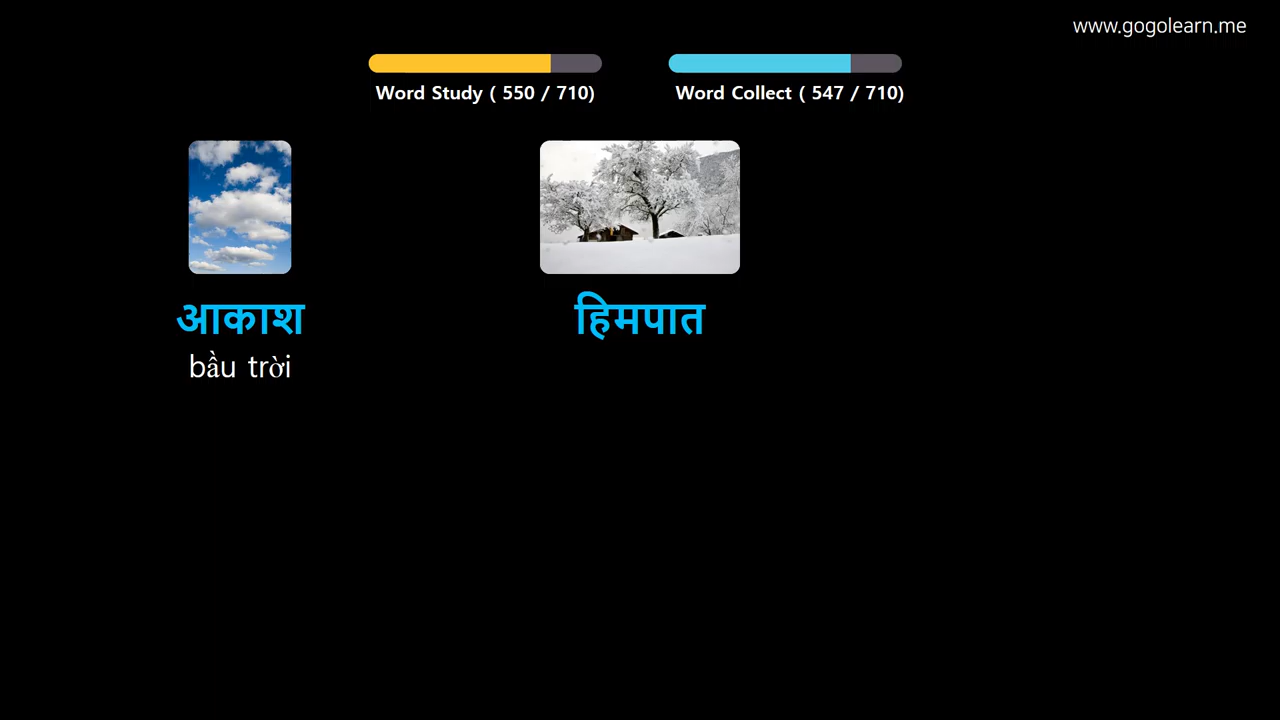 www.gogolearn.me
Word Study ( 550 / 710)
Word Collect ( 547 / 710)
आकाश
हिमपात
bầu trời